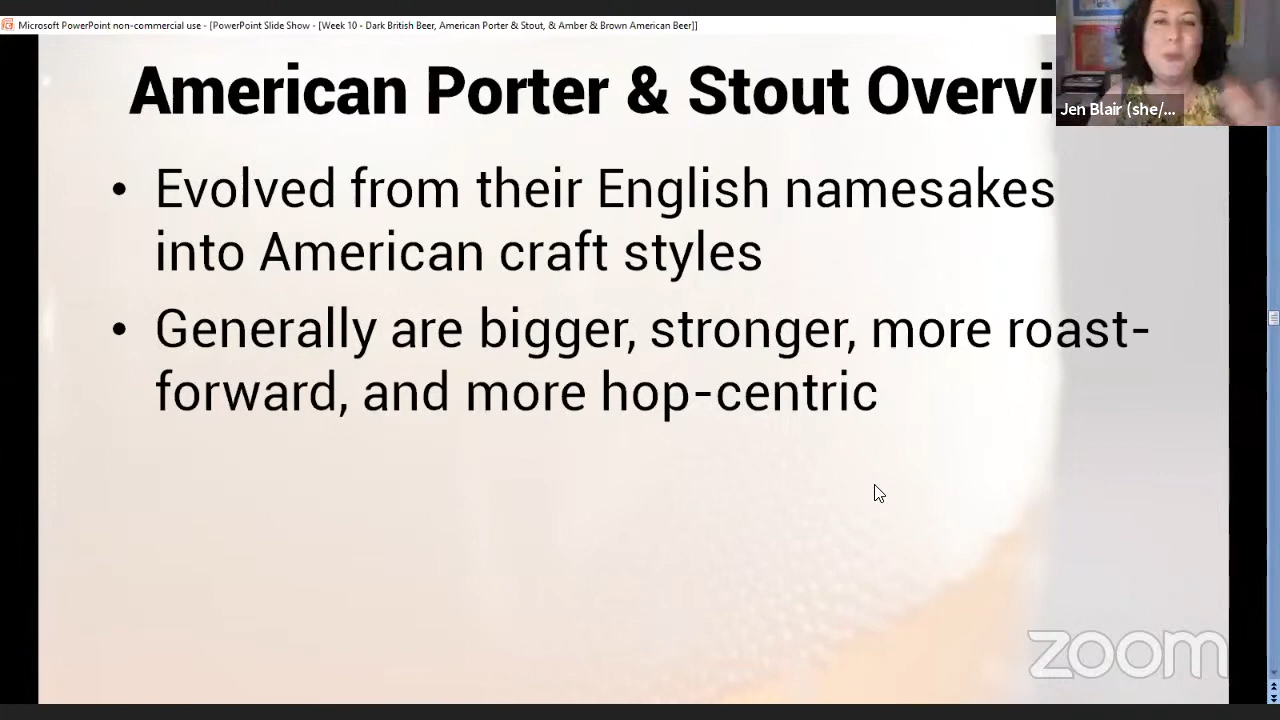 Microsoft PowerPoint non-commercial use - [PowerPoint Slide Show - [Week 10 - Dark British Beer, American Porter & Stout, & Amber & Brown American Beer]]
American Porter & Stout Overvi
Jen Blair (she/...
• Evolved from their English namesakes
into American craft styles
• Generally are bigger, stronger, more roast-
forward, and more hop-centric
zoom